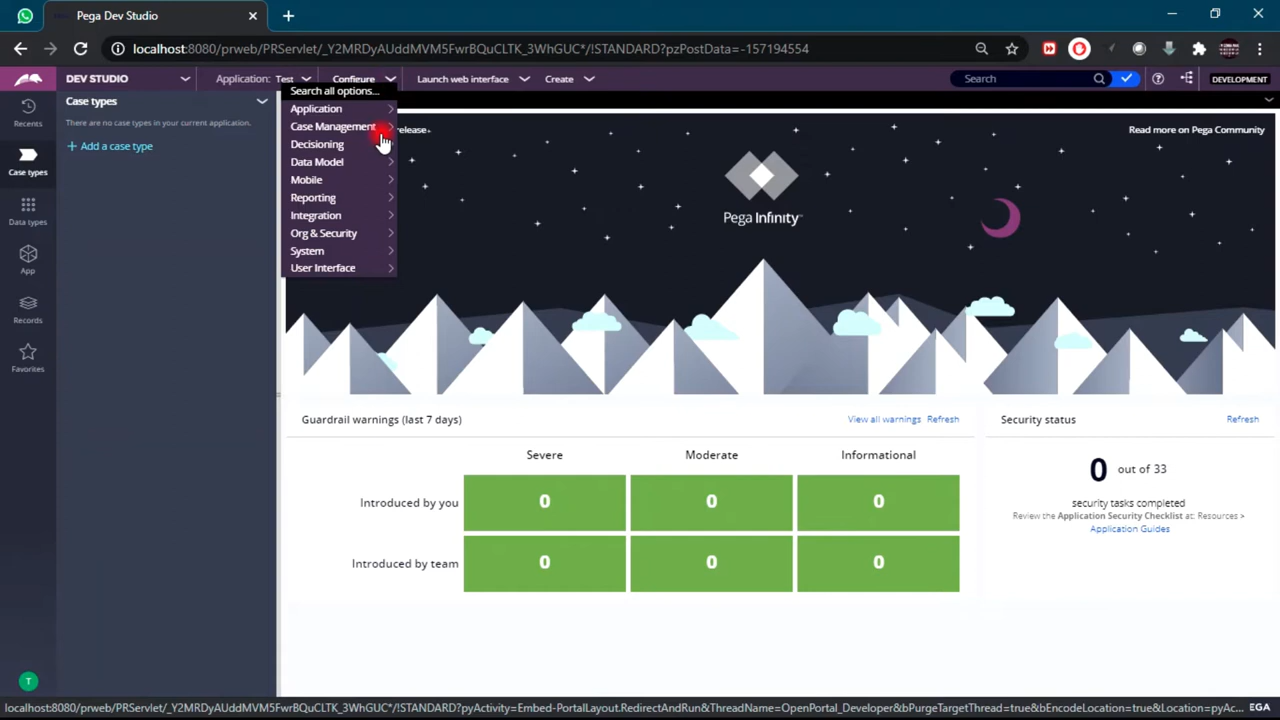 Pega Dev Studio
localhost:8080/prweb/PRServlet/_Y2MRDyAUddMVM5FwrBQuCLTK_3WhGUC*/!STANDARD?pzPostData=-157194554
DEV STUDIO
Application: Test
Configure
Launch web interface
Create
Search
DEVELOPMENT
Recents
Case types
Data types
App
Records
Favorites
T
Case types
There are no case types in your current application.
+ Add a case type
Search all options...
Application
Case Management
Decisioning
Data Model
Mobile
Reporting
Integration
Org & Security
System
User Interface
release
Read more on Pega Community
Pega Infinity™
Guardrail warnings (last 7 days)
View all warnings Refresh
Severe Moderate Informational
Introduced by you 0 0 0
Introduced by team 0 0 0
Security status
Refresh
0 out of 33
security tasks completed
Review the Application Security Checklist at: Resources >
Application Guides
localhost:8080/prweb/PRServlet/_Y2MRDyAUddMVM5FwrBQuCLTK_3WhGUC*/!STANDARD?pyActivity=Embed-PortalLayout.RedirectAndRun&ThreadName=OpenPortal_Developer&bPurgeTargetThread=true&bEncodeLocation=true&Location=pyAc...
EGA